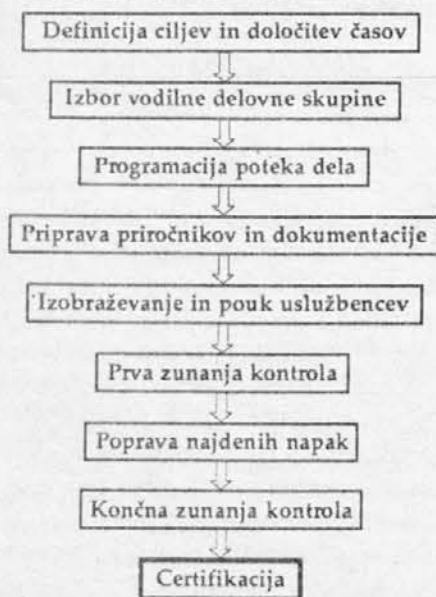 Definicija ciljev in določitev časov
Izbor vodilne delovne skupine
Programacija poteka dela
Priprava priročnikov in dokumentacije
Izobraževanje in pouk uslužbencev
Prva zunanja kontrola
Poprava najdenih napak
Končna zunanja kontrola
Certifikacija